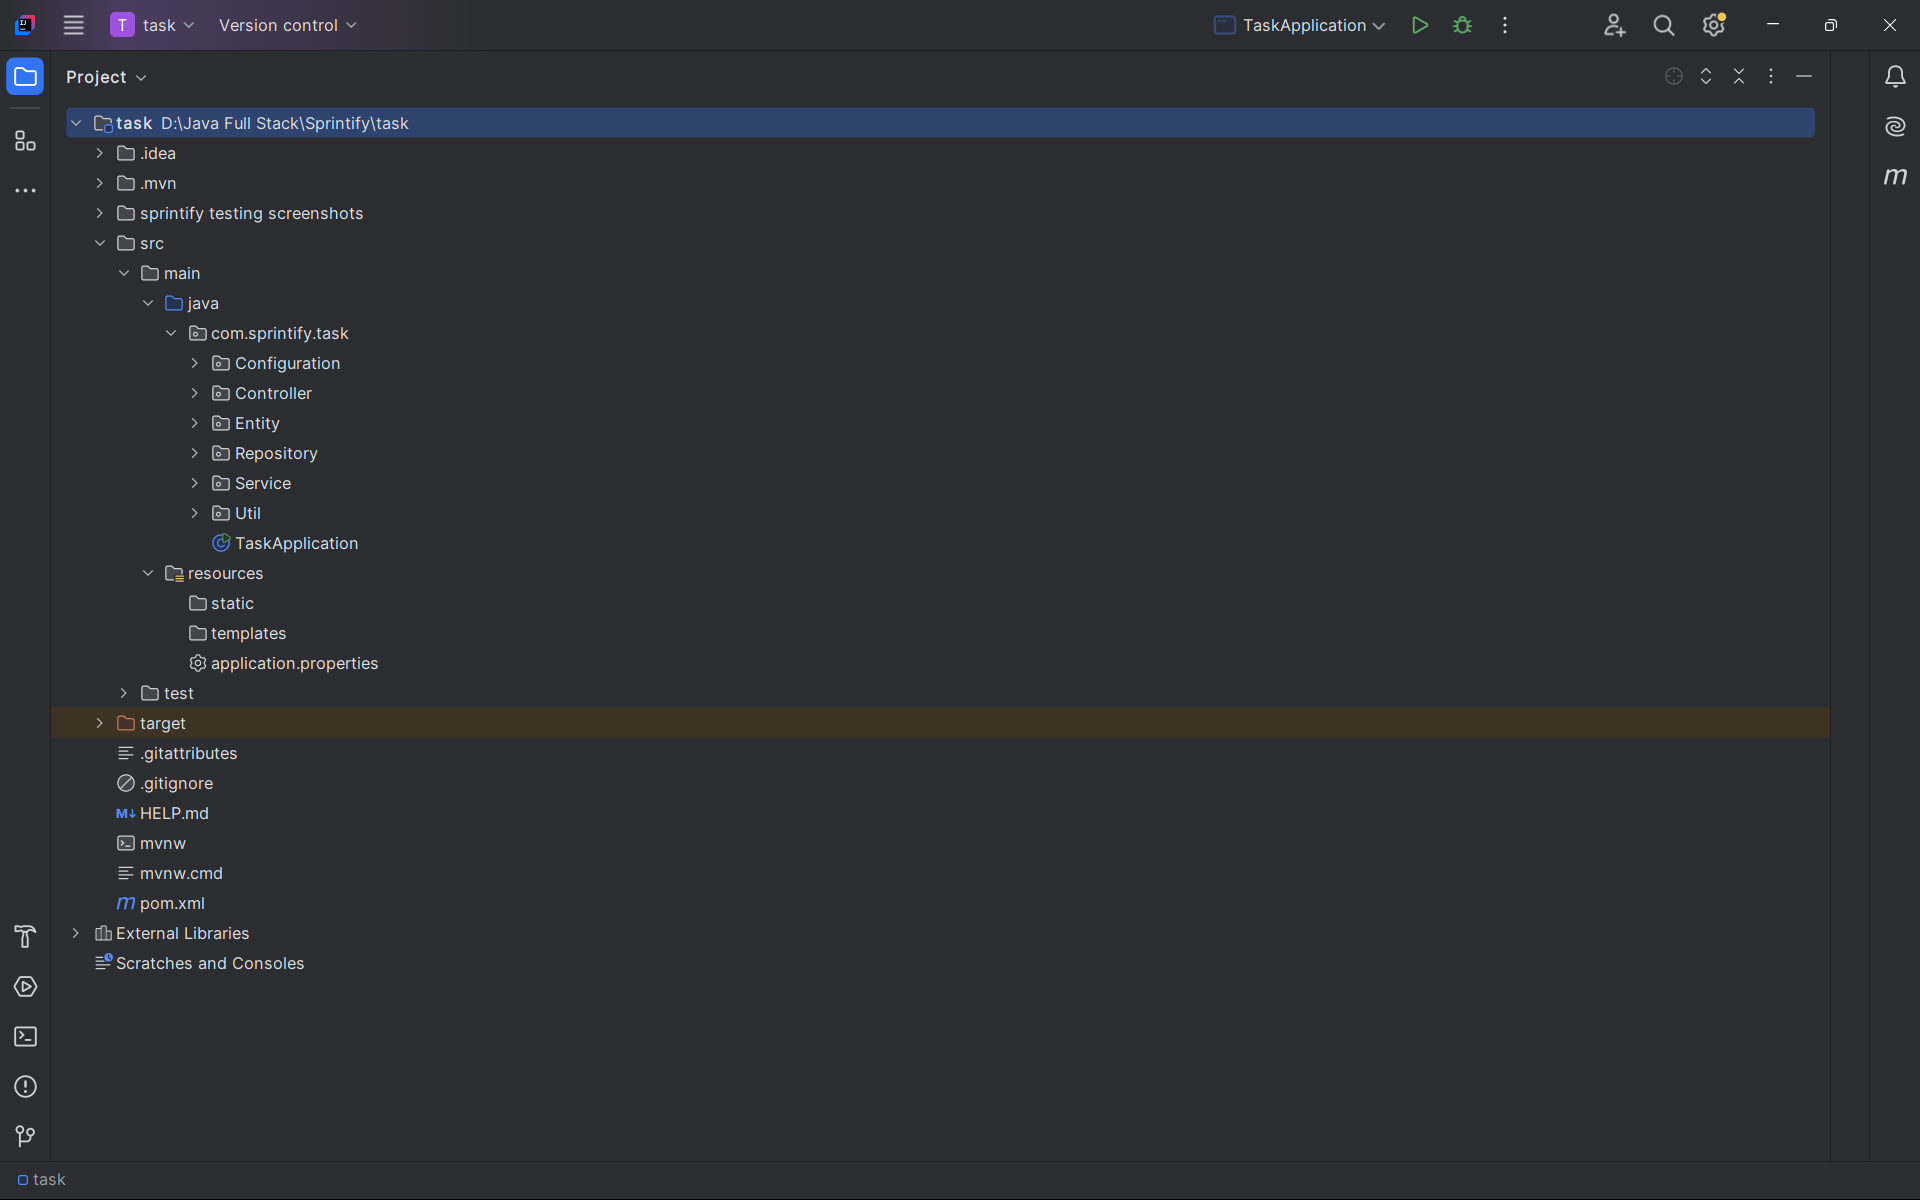 T task Version control TaskApplication
Project
task D:\Java Full Stack\Sprintify\task
.idea
.mvn
sprintify testing screenshots
src
main
java
com.sprintify.task
Configuration
Controller
Entity
Repository
Service
Util
TaskApplication
resources
static
templates
application.properties
test
target
.gitattributes
.gitignore
M↓ HELP.md
mvnw
mvnw.cmd
m pom.xml
External Libraries
Scratches and Consoles
m
task